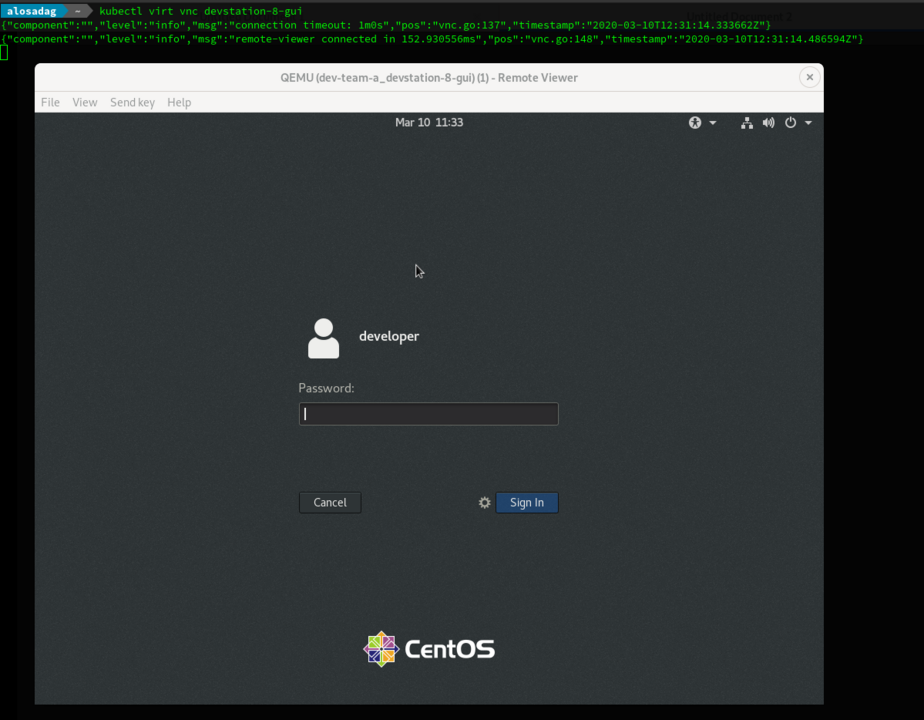 alosadag ~ kubectl virt vnc devstation-8-gui
{"component":"","level":"info","msg":"connection timeout: 1m0s","pos":"vnc.go:137","timestamp":"2020-03-10T12:31:14.333662Z"}
{"component":"","level":"info","msg":"remote-viewer connected in 152.930556ms","pos":"vnc.go:148","timestamp":"2020-03-10T12:31:14.486594Z"}
QEMU (dev-team-a_devstation-8-gui) (1) - Remote Viewer
File View Send key Help
Mar 10 11:33
developer
Password:
Cancel Sign In
CentOS